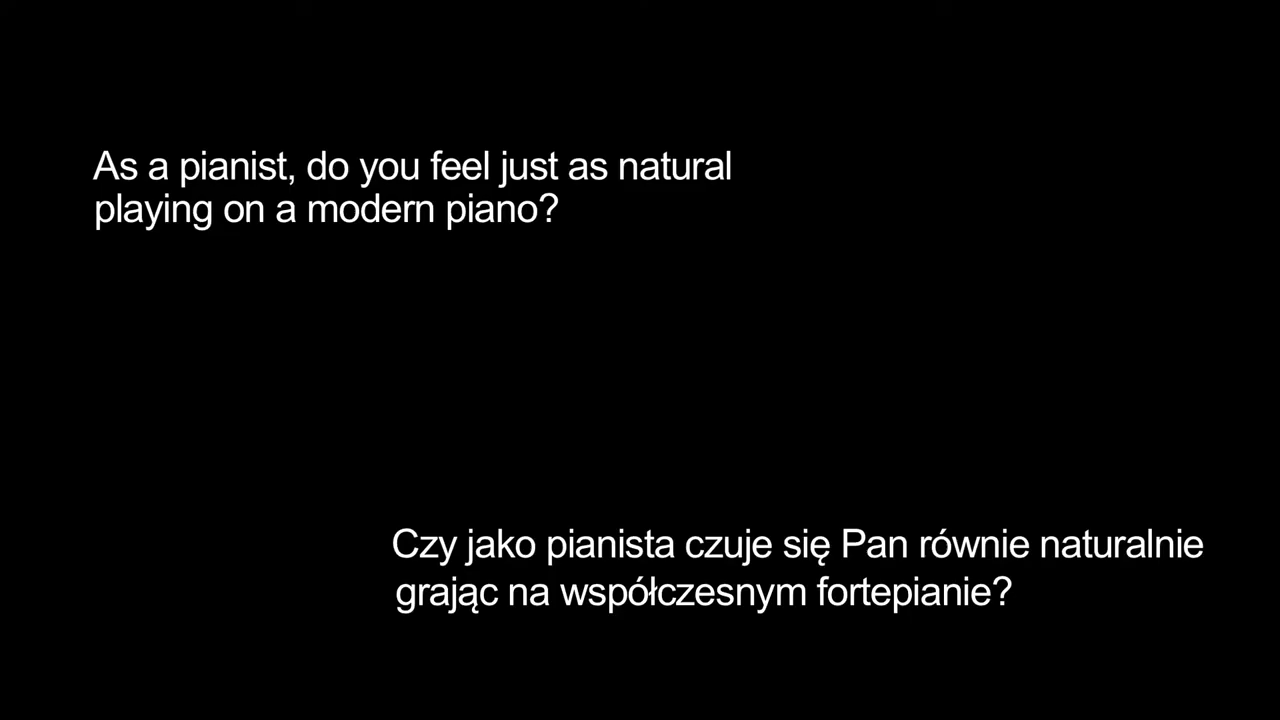 As a pianist, do you feel just as natural
playing on a modern piano?
Czy jako pianista czuje się Pan równie naturalnie
grając na współczesnym fortepianie?